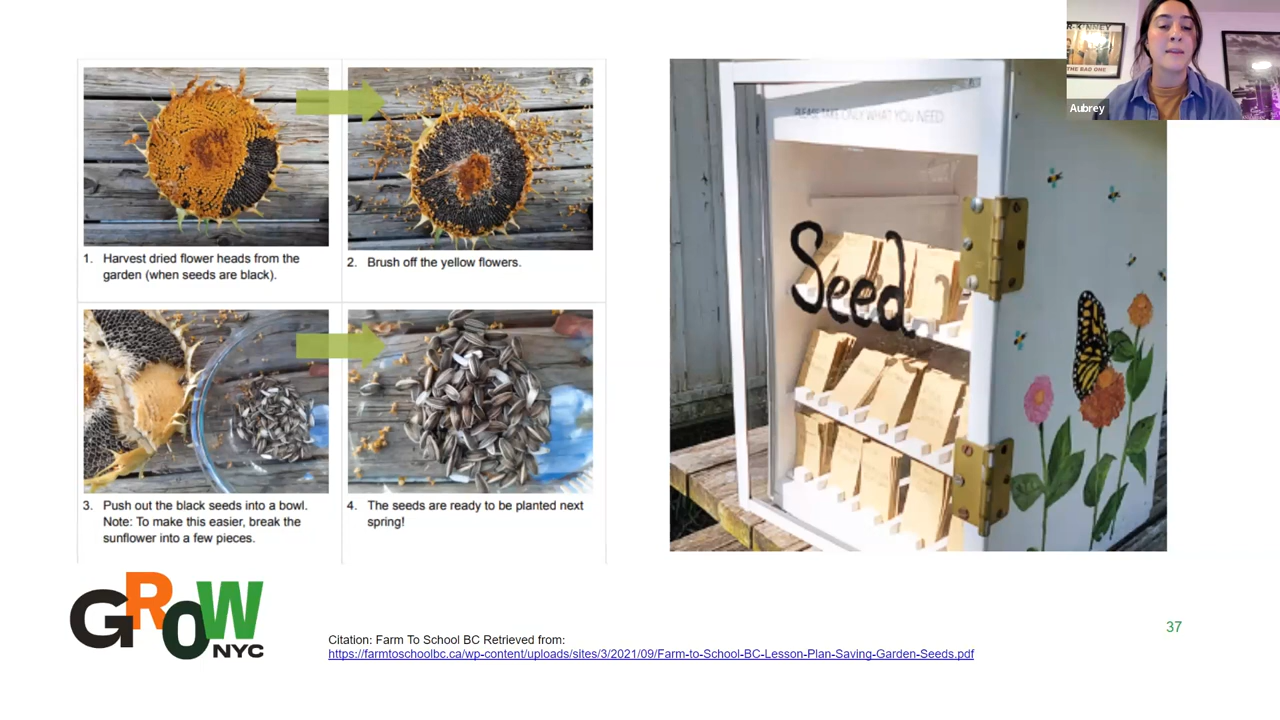 1. Harvest dried flower heads from the
garden (when seeds are black).
2. Brush off the yellow flowers.
3. Push out the black seeds into a bowl.
Note: To make this easier, break the
sunflower into a few pieces.
4. The seeds are ready to be planted next
spring!
PLEASE TAKE ONLY WHAT YOU NEED
Seed
THE BAD ONE
Aubrey
GROW
NYC
Citation: Farm To School BC Retrieved from:
https://farmtoschoolbc.ca/wp-content/uploads/sites/3/2021/09/Farm-to-School-BC-Lesson-Plan-Saving-Garden-Seeds.pdf
37